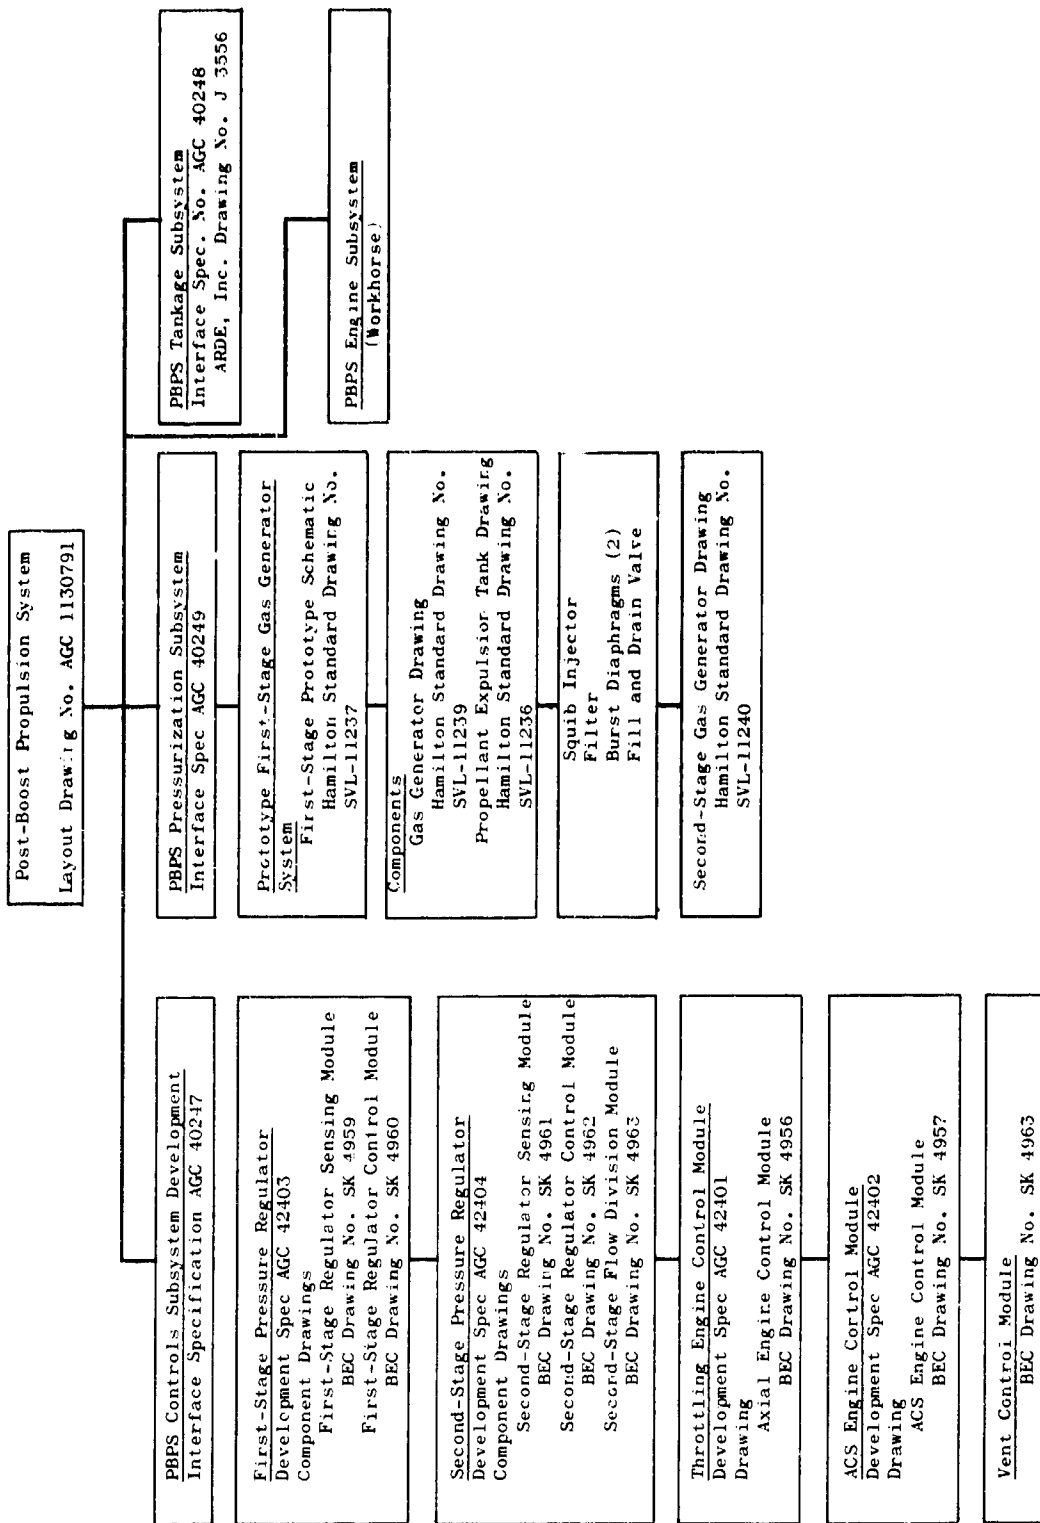 Post-Boost Propulsion System
Layout Drawing No. AGC 1130791
PBPS Controls Subsystem Development
Interface Specification AGC 40247
First-Stage Pressure Regulator
Development Spec AGC 42403
Component Drawings
First-Stage Regulator Sensing Module
BEC Drawing No. SK 4959
First-Stage Regulator Control Module
BEC Drawing No. SK 4960
Second-Stage Pressure Regulator
Development Spec AGC 42404
Component Drawings
Second-Stage Regulator Sensing Module
BEC Drawing No. SK 4961
Second-Stage Regulator Control Module
BEC Drawing No. SK 4962
Second-Stage Flow Division Module
BEC Drawing No. SK 4963
Throttling Engine Control Module
Development Spec AGC 42401
Drawing
Axial Engine Control Module
BEC Drawing No. SK 4956
ACS Engine Control Module
Development Spec AGC 42402
Drawing
ACS Engine Control Module
BEC Drawing No. SK 4957
Vent Control Module
BEC Drawing No. SK 4963
PBPS Pressurization Subsystem
Interface Spec AGC 40249
Prototype First-Stage Gas Generator
System
First-Stage Prototype Schematic
Hamilton Standard Drawing No.
SVL-11237
Components
Gas Generator Drawing
Hamilton Standard Drawing No.
SVL-11239
Propellant Expulsion Tank Drawing
Hamilton Standard Drawing No.
SVL-11236
Squib Injector
Filter
Burst Diaphragms (2)
Fill and Drain Valve
Second-Stage Gas Generator Drawing
Hamilton Standard Drawing No.
SVL-11240
PBPS Tankage Subsystem
Interface Spec. No. AGC 40248
ARDE, Inc. Drawing No. J 3556
PBPS Engine Subsystem
(Workhorse)